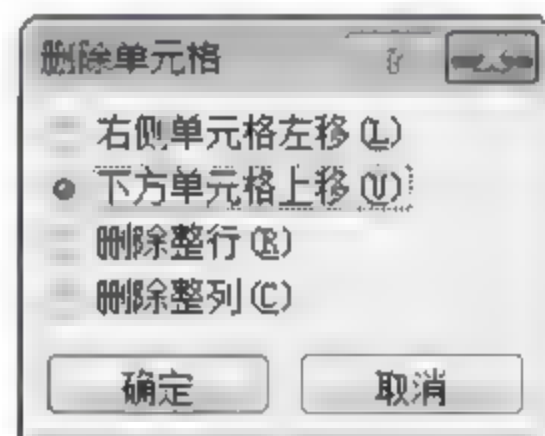 删除单元格
右侧单元格左移(L)
下方单元格上移(U)
删除整行(R)
删除整列(C)
确定
取消